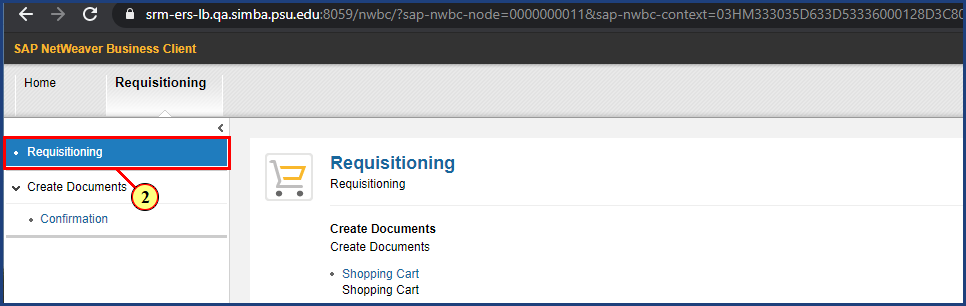 srm-ers-lb.qa.simba.psu.edu:8059/nwbc/?sap-nwbc-node=0000000011&sap-nwbc-context=03HM333035D633D53336000128D3C80
SAP NetWeaver Business Client
Home
Requisitioning
Requisitioning
Create Documents
2
Confirmation
Requisitioning
Requisitioning
Create Documents
Create Documents
Shopping Cart
Shopping Cart